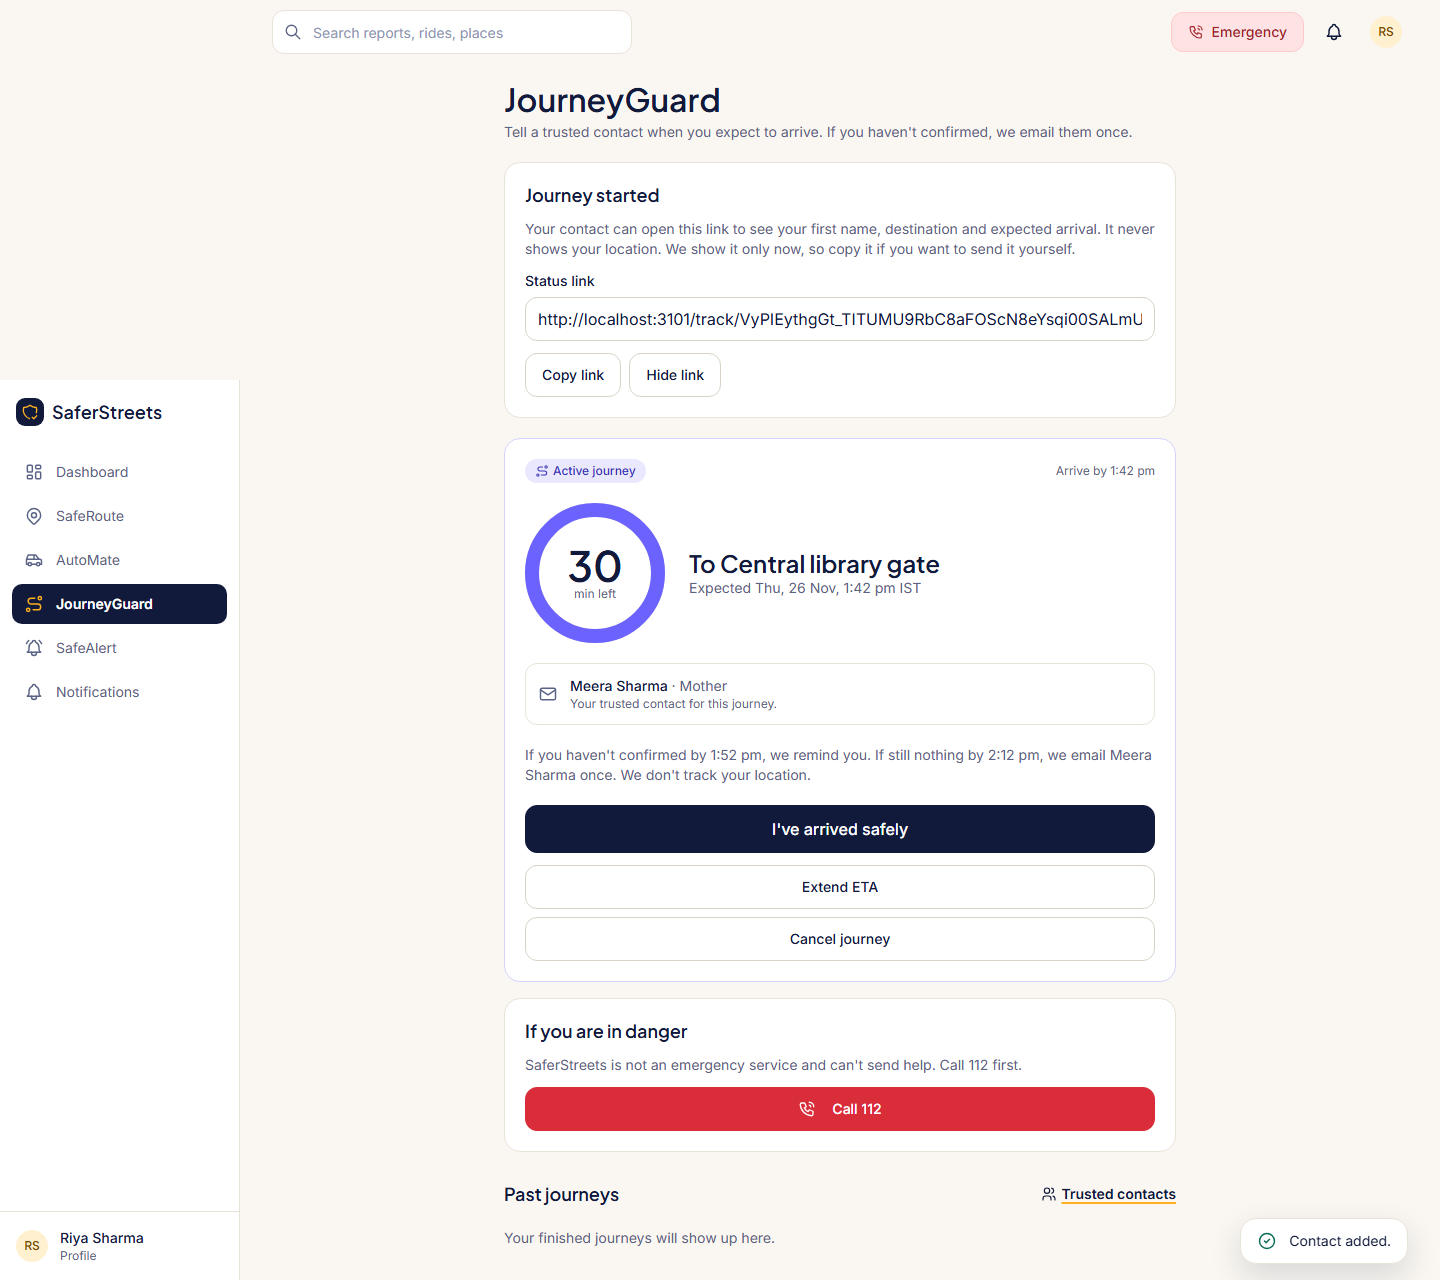 Search reports, rides, places
Emergency
RS
JourneyGuard
Tell a trusted contact when you expect to arrive. If you haven't confirmed, we email them once.
Journey started
Your contact can open this link to see your first name, destination and expected arrival. It never
shows your location. We show it only now, so copy it if you want to send it yourself.
Status link
http://localhost:3101/track/VyPIEythgGt_TITUMU9RbC8aFOScN8eYsqi00SALmU
Copy link
Hide link
SaferStreets
Dashboard
SafeRoute
AutoMate
JourneyGuard
SafeAlert
Notifications
Active journey
Arrive by 1:42 pm
30
min left
To Central library gate
Expected Thu, 26 Nov, 1:42 pm IST
Meera Sharma · Mother
Your trusted contact for this journey.
If you haven't confirmed by 1:52 pm, we remind you. If still nothing by 2:12 pm, we email Meera
Sharma once. We don't track your location.
I've arrived safely
Extend ETA
Cancel journey
If you are in danger
SaferStreets is not an emergency service and can't send help. Call 112 first.
Call 112
Past journeys
Trusted contacts
Your finished journeys will show up here.
RS
Riya Sharma
Profile
Contact added.